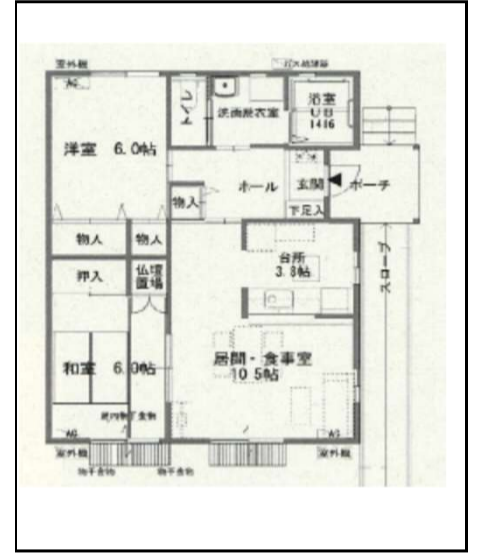 室外機
AC
トイレ
洗面脱衣室
浴室
UB
1416
洋室 6.0帖
物入
ホール
玄関
ポーチ
下足入
物入
物入
台所
3.8帖
押入
仏壇
置場
スロープ
和室 6.0帖
居間・食事室
10.5帖
AC
AC
室外機
物干金物
物干金物
室外機